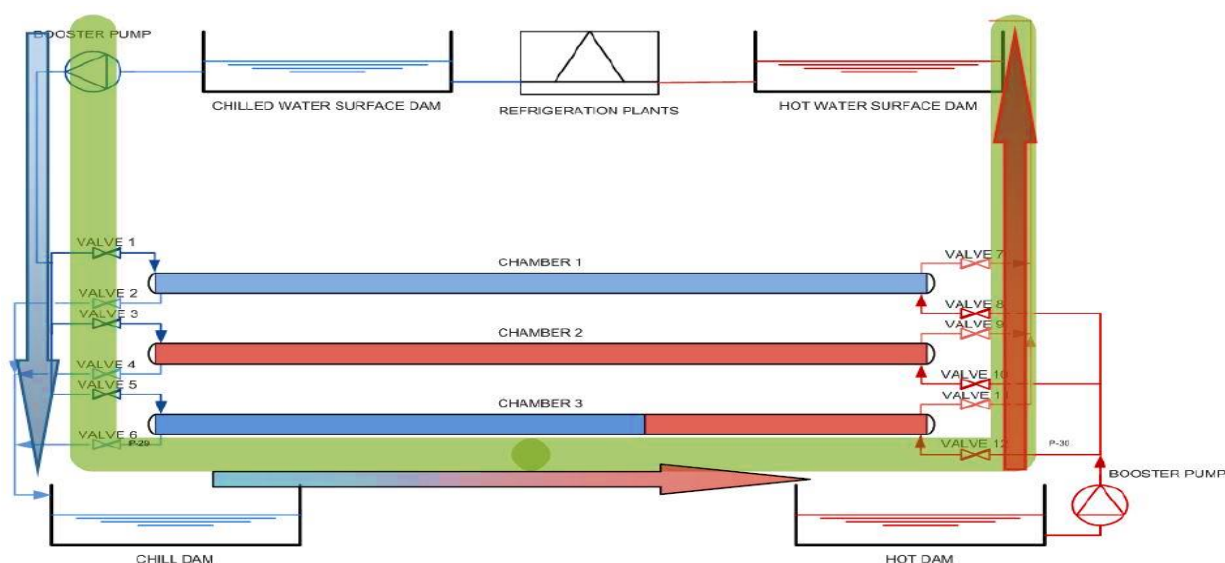 BOOSTER PUMP
CHILLED WATER SURFACE DAM
REFRIGERATION PLANTS
HOT WATER SURFACE DAM
VALVE 1
CHAMBER 1
VALVE 7
VALVE 2
VALVE 8
VALVE 3
CHAMBER 2
VALVE 9
VALVE 4
VALVE 10
VALVE 5
CHAMBER 3
VALVE 11
VALVE 6
P-29
VALVE 12
P-30
BOOSTER PUMP
CHILL DAM
HOT DAM